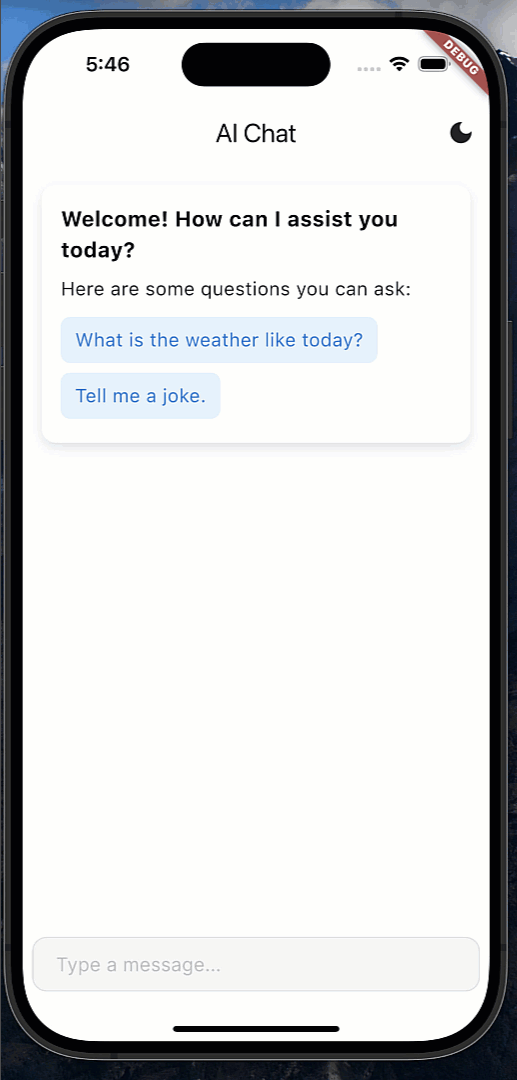 5:46
DEBUG
AI Chat
Welcome! How can I assist you
today?
Here are some questions you can ask:
What is the weather like today?
Tell me a joke.
Type a message...